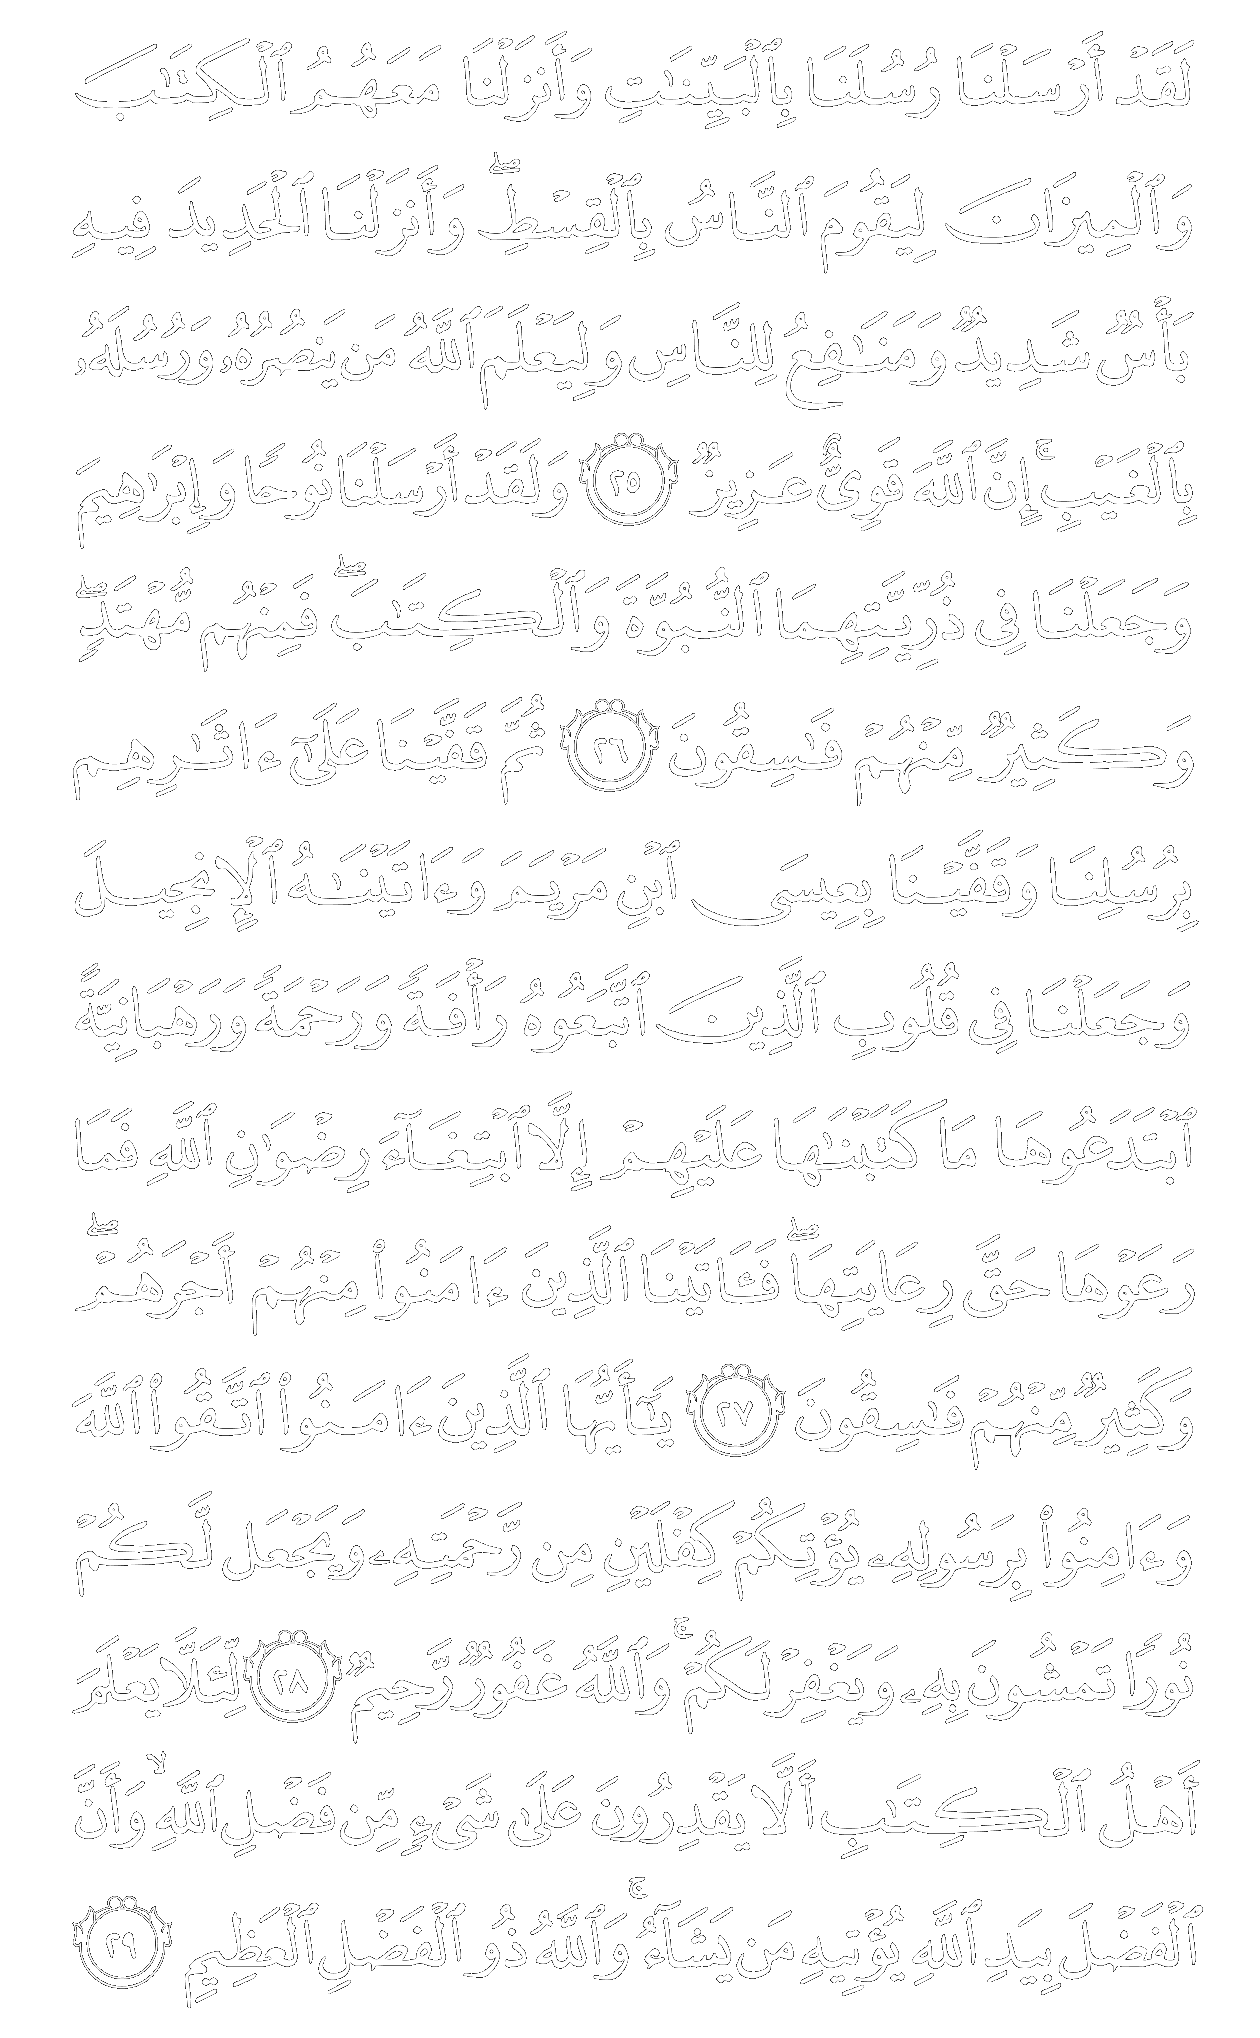 لَقَدْ أَرْسَلْنَا رُسُلَنَا بِٱلْبَيِّنَٰتِ وَأَنزَلْنَا مَعَهُمُ ٱلْكِتَٰبَ
وَٱلْمِيزَانَ لِيَقُومَ ٱلنَّاسُ بِٱلْقِسْطِ ۖ وَأَنزَلْنَا ٱلْحَدِيدَ فِيهِ
بَأْسٌ شَدِيدٌ وَمَنَٰفِعُ لِلنَّاسِ وَلِيَعْلَمَ ٱللَّهُ مَن يَنصُرُهُۥ وَرُسُلَهُۥ
بِٱلْغَيْبِ ۚ إِنَّ ٱللَّهَ قَوِىٌّ عَزِيزٌ ٢٥ وَلَقَدْ أَرْسَلْنَا نُوحًا وَإِبْرَٰهِيمَ
وَجَعَلْنَا فِى ذُرِّيَّتِهِمَا ٱلنُّبُوَّةَ وَٱلْكِتَٰبَ ۖ فَمِنْهُم مُّهْتَدٍ ۖ
وَكَثِيرٌ مِّنْهُمْ فَٰسِقُونَ ٢٦ ثُمَّ قَفَّيْنَا عَلَىٰٓ ءَاثَٰرِهِم
بِرُسُلِنَا وَقَفَّيْنَا بِعِيسَى ٱبْنِ مَرْيَمَ وَءَاتَيْنَٰهُ ٱلْإِنجِيلَ
وَجَعَلْنَا فِى قُلُوبِ ٱلَّذِينَ ٱتَّبَعُوهُ رَأْفَةً وَرَحْمَةً وَرَهْبَانِيَّةً
ٱبْتَدَعُوهَا مَا كَتَبْنَٰهَا عَلَيْهِمْ إِلَّا ٱبْتِغَآءَ رِضْوَٰنِ ٱللَّهِ فَمَا
رَعَوْهَا حَقَّ رِعَايَتِهَا ۖ فَـَٔاتَيْنَا ٱلَّذِينَ ءَامَنُوا۟ مِنْهُمْ أَجْرَهُمْ ۖ
وَكَثِيرٌ مِّنْهُمْ فَٰسِقُونَ ٢٧ يَٰٓأَيُّهَا ٱلَّذِينَ ءَامَنُوا۟ ٱتَّقُوا۟ ٱللَّهَ
وَءَامِنُوا۟ بِرَسُولِهِۦ يُؤْتِكُمْ كِفْلَيْنِ مِن رَّحْمَتِهِۦ وَيَجْعَل لَّكُمْ
نُورًا تَمْشُونَ بِهِۦ وَيَغْفِرْ لَكُمْ ۚ وَٱللَّهُ غَفُورٌ رَّحِيمٌ ٢٨ لِّئَلَّا يَعْلَمَ
أَهْلُ ٱلْكِتَٰبِ أَلَّا يَقْدِرُونَ عَلَىٰ شَىْءٍ مِّن فَضْلِ ٱللَّهِ ۙ وَأَنَّ
ٱلْفَضْلَ بِيَدِ ٱللَّهِ يُؤْتِيهِ مَن يَشَآءُ ۚ وَٱللَّهُ ذُو ٱلْفَضْلِ ٱلْعَظِيمِ ٢٩